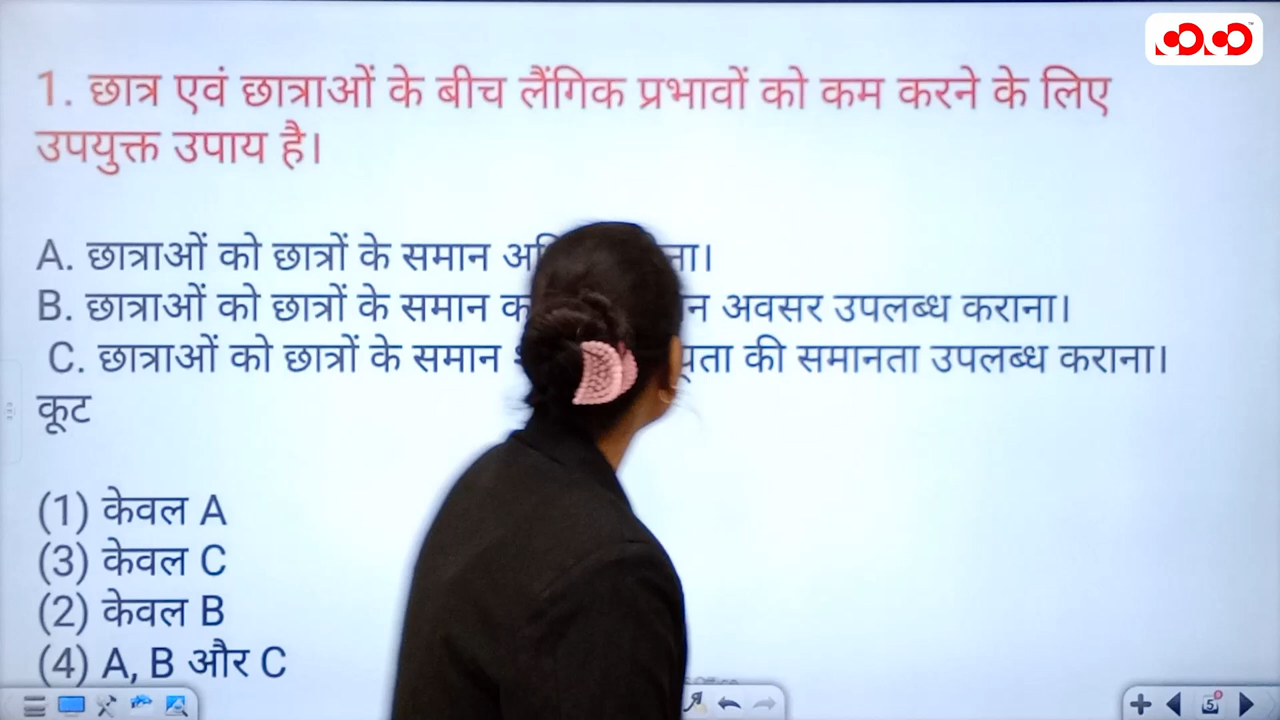 1. छात्र एवं छात्राओं के बीच लैंगिक प्रभावों को कम करने के लिए
उपयुक्त उपाय है।
A. छात्राओं को छात्रों के समान
B. छात्राओं को छात्रों के समान अवसर उपलब्ध कराना।
C. छात्राओं को छात्रों के समान की समानता उपलब्ध कराना।
कूट
(1) केवल A
(3) केवल C
(2) केवल B
(4) A, B और C
5